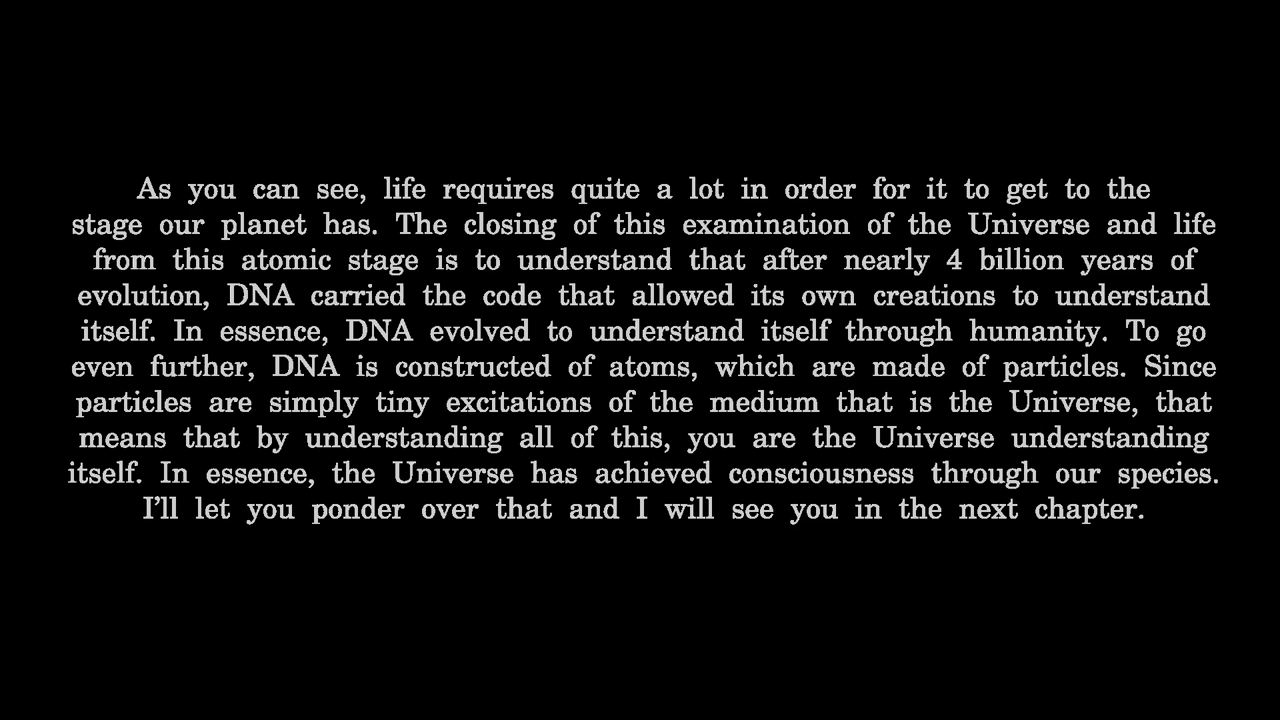 As you can see, life requires quite a lot in order for it to get to the
stage our planet has. The closing of this examination of the Universe and life
from this atomic stage is to understand that after nearly 4 billion years of
evolution, DNA carried the code that allowed its own creations to understand
itself. In essence, DNA evolved to understand itself through humanity. To go
even further, DNA is constructed of atoms, which are made of particles. Since
particles are simply tiny excitations of the medium that is the Universe, that
means that by understanding all of this, you are the Universe understanding
itself. In essence, the Universe has achieved consciousness through our species.
I’ll let you ponder over that and I will see you in the next chapter.